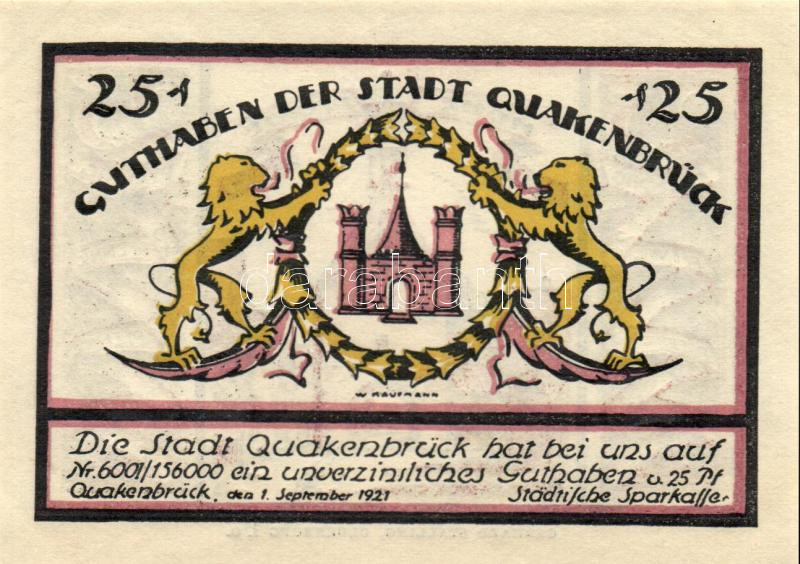 25 ₰
₰ 25
GUTHABEN DER STADT QUAKENBRÜCK
darabanth
W KAUFMANN
Die Stadt Quakenbrück hat bei uns auf
Nr. 6001/156000 ein unverzinsliches Guthaben v. 25 Pf
Quakenbrück, den 1. September 1921 Städtische Sparkasse